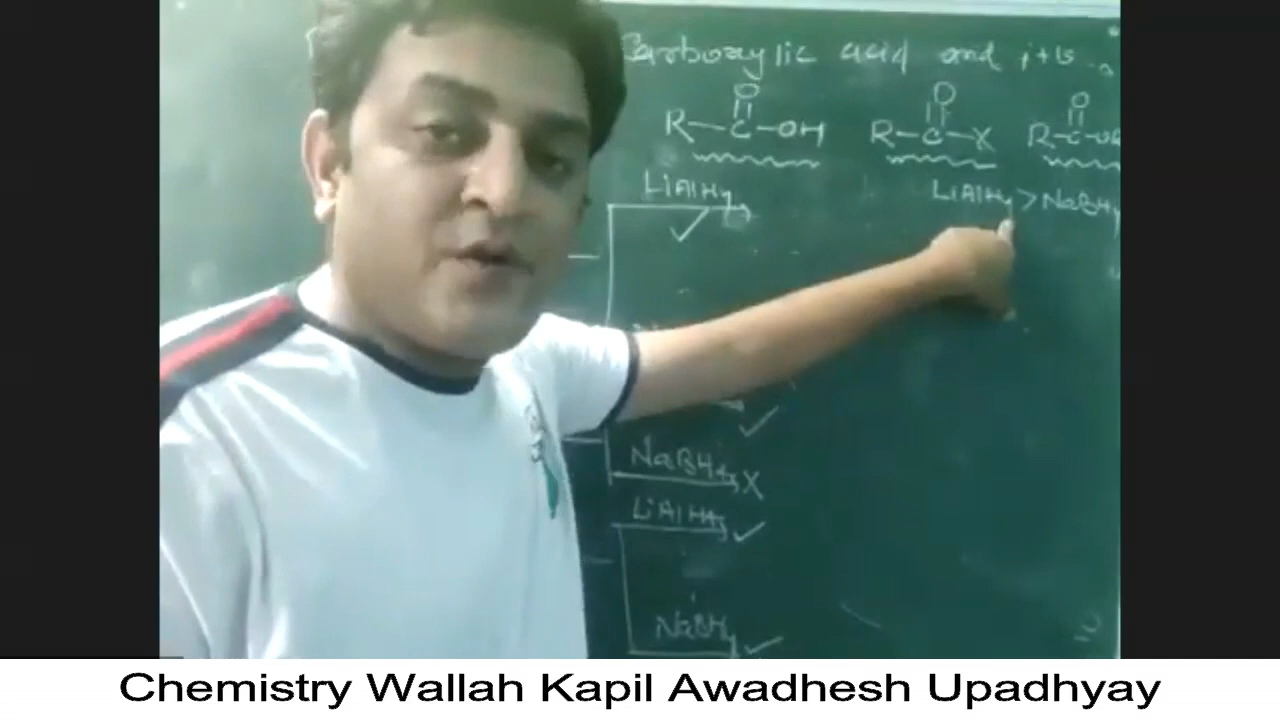 Carboxylic acid and its
O O O
R-C-OH R-C-X R-C-
LiAlH4 LiAlH4 > NaBH4
NaBH4 X
LiAlH4 ✓
NaBH4 ✓
Chemistry Wallah Kapil Awadhesh Upadhyay